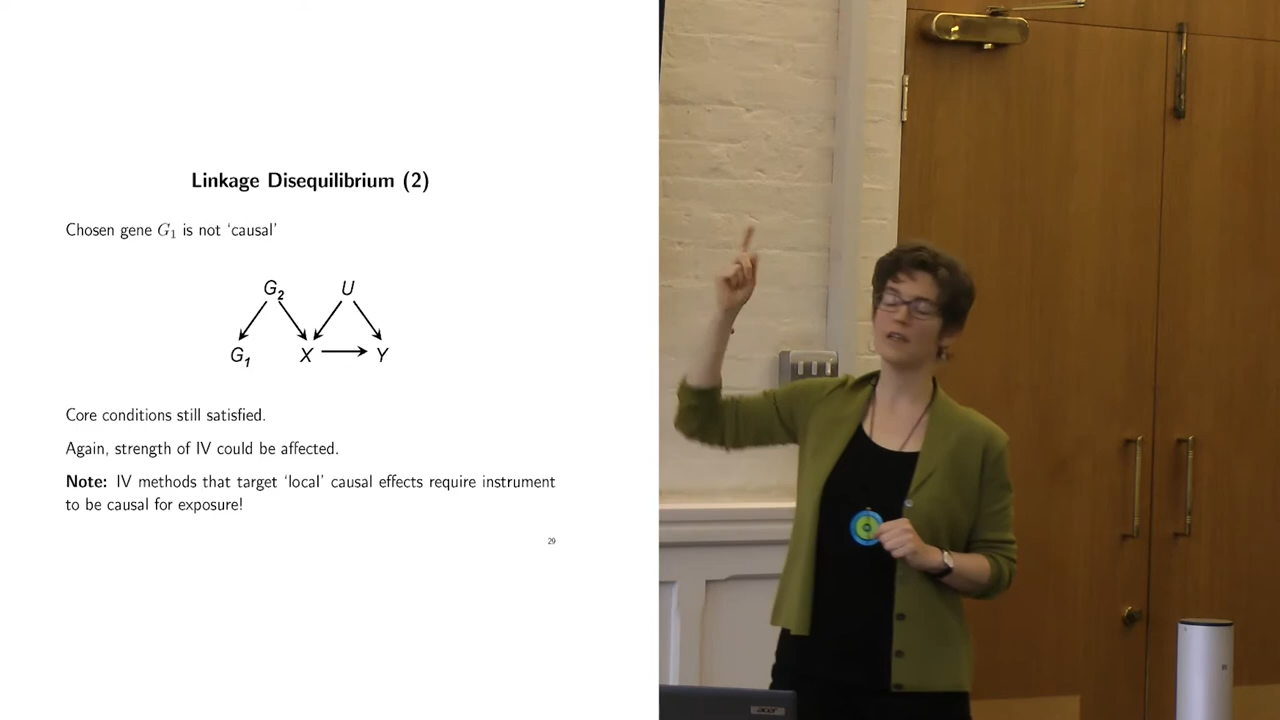 Linkage Disequilibrium (2)
Chosen gene G₁ is not ‘causal’
G₂ U
G₁ X Y
Core conditions still satisfied.
Again, strength of IV could be affected.
Note: IV methods that target ‘local’ causal effects require instrument
to be causal for exposure!
29
acer